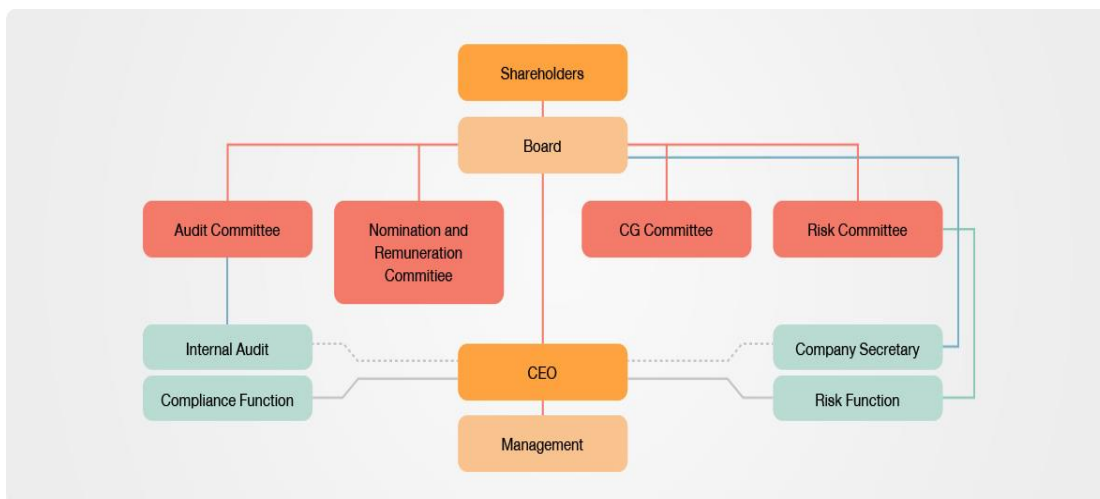 Shareholders
Board
Audit Committee
Nomination and
Remuneration
Commitiee
CG Committee
Risk Committee
Internal Audit
Company Secretary
CEO
Compliance Function
Risk Function
Management